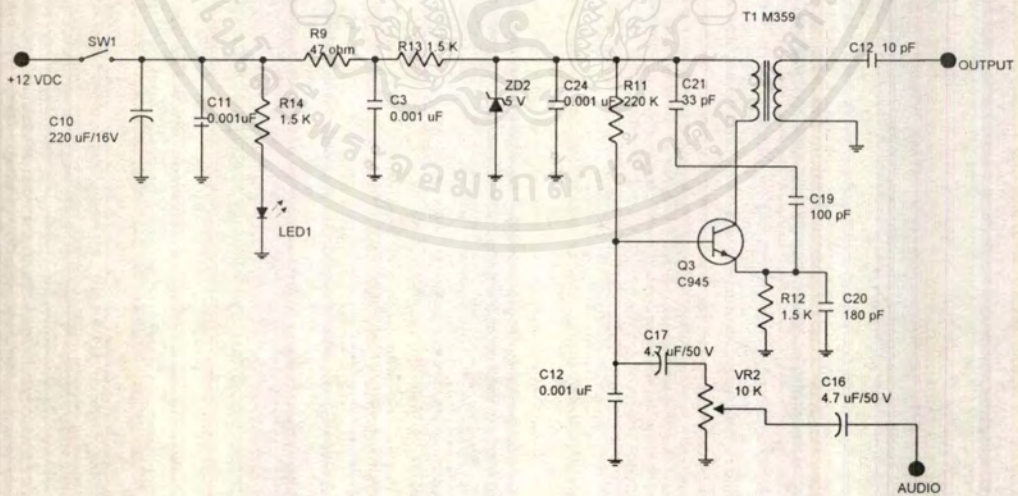 T1 M359
SW1
R9
47 ohm
R13 1.5 K
C12 10 pF
+12 VDC
OUTPUT
C10
220 uF/16V
C11
0.001uF
R14
1.5 K
C3
0.001 uF
ZD2
5 V
C24
0.001 uF
R11
220 K
C21
33 pF
LED1
C19
100 pF
Q3
C945
R12
1.5 K
C20
180 pF
C17
4.7 uF/50 V
C12
0.001 uF
VR2
10 K
C16
4.7 uF/50 V
AUDIO